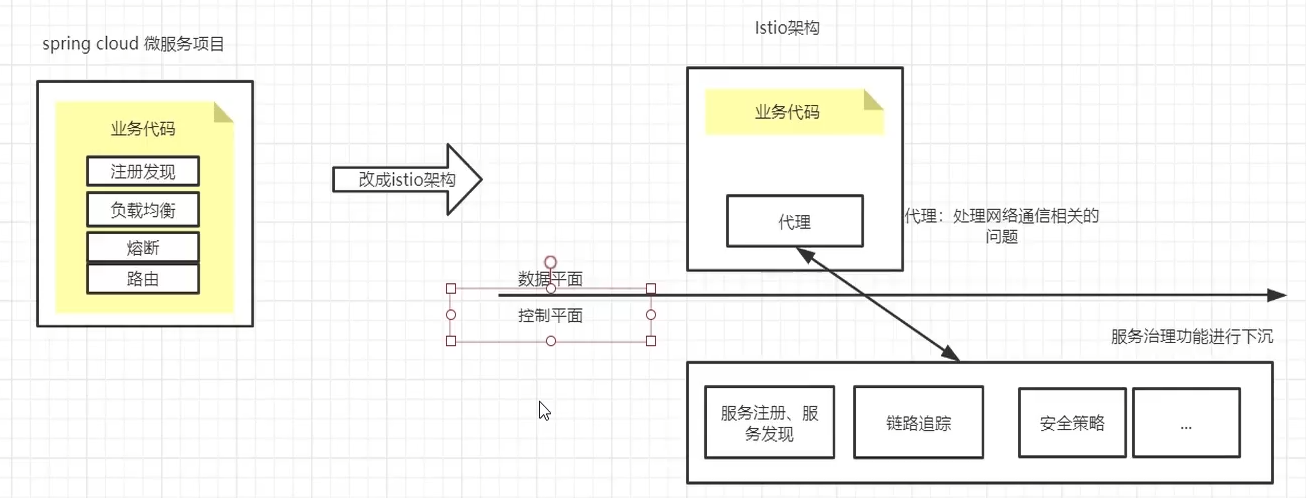 spring cloud 微服务项目
业务代码
注册发现
负载均衡
熔断
路由
改成istio架构
Istio架构
业务代码
代理
代理：处理网络通信相关的
问题
数据平面
控制平面
服务治理功能进行下沉
服务注册、服
务发现
链路追踪
安全策略
...